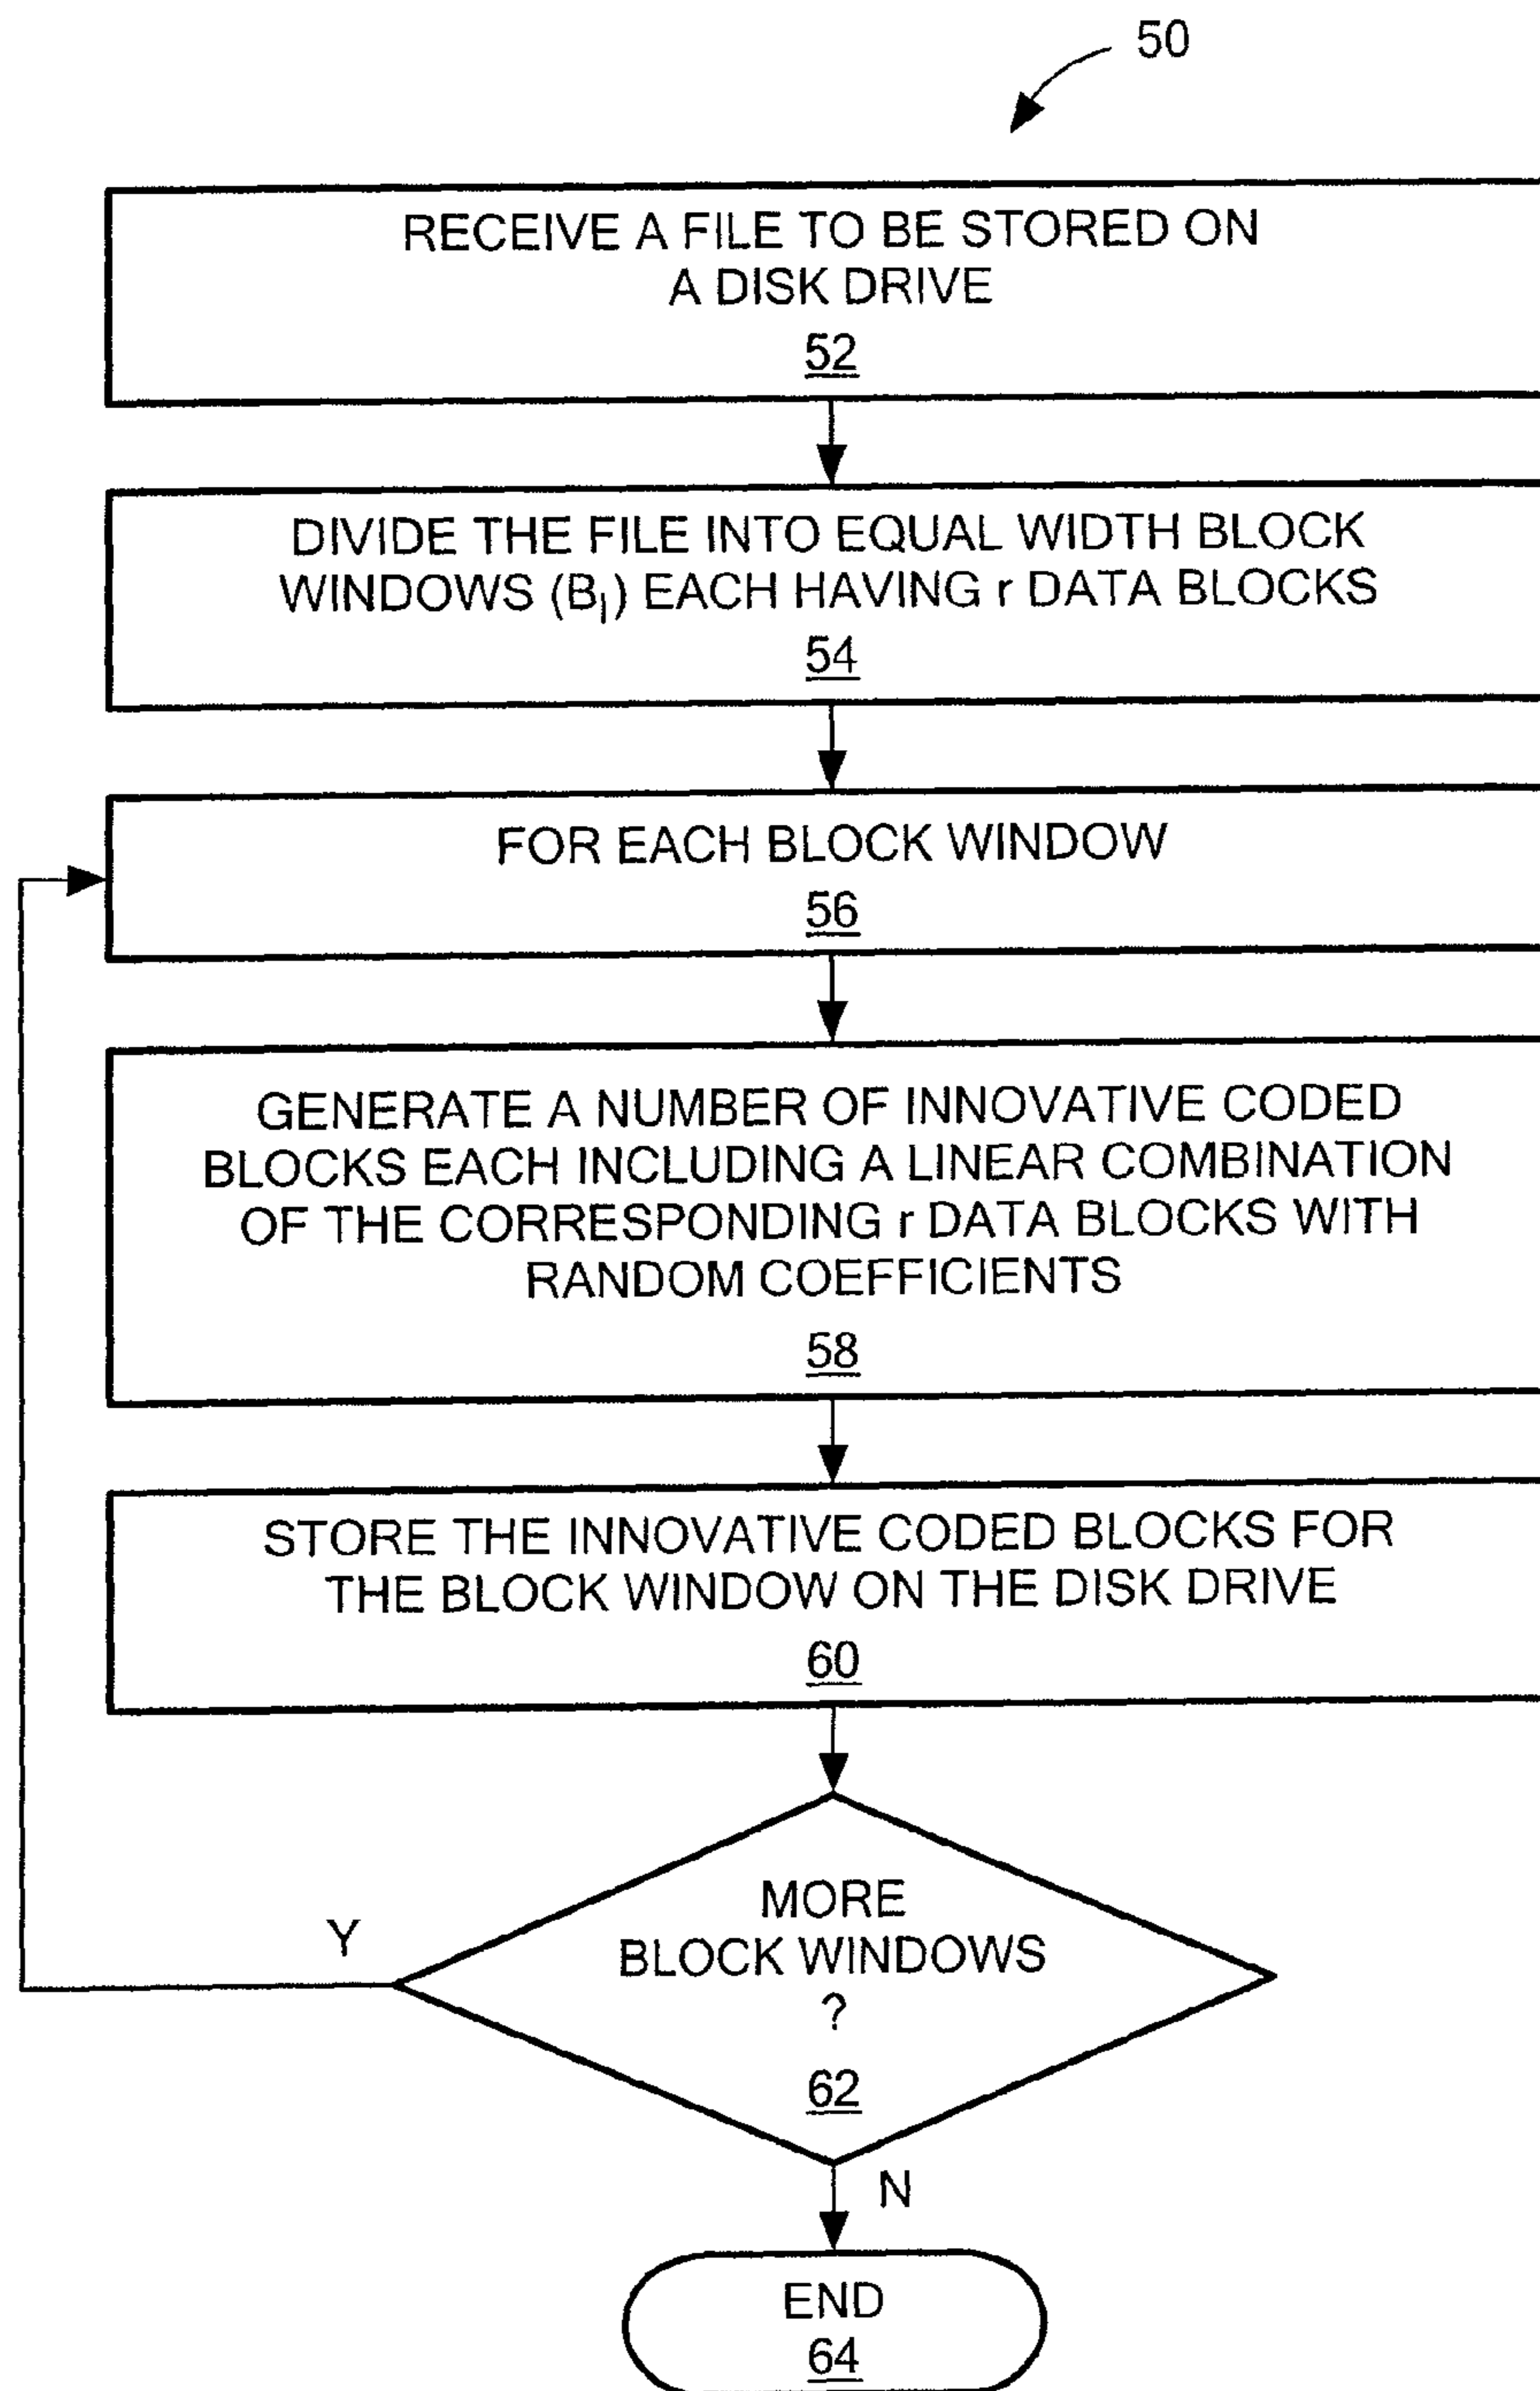 50
RECEIVE A FILE TO BE STORED ON
A DISK DRIVE
52
DIVIDE THE FILE INTO EQUAL WIDTH BLOCK
WINDOWS (Bl) EACH HAVING r DATA BLOCKS
54
FOR EACH BLOCK WINDOW
56
GENERATE A NUMBER OF INNOVATIVE CODED
BLOCKS EACH INCLUDING A LINEAR COMBINATION
OF THE CORRESPONDING r DATA BLOCKS WITH
RANDOM COEFFICIENTS
58
STORE THE INNOVATIVE CODED BLOCKS FOR
THE BLOCK WINDOW ON THE DISK DRIVE
60
MORE
BLOCK WINDOWS
?
62
Y
N
END
64